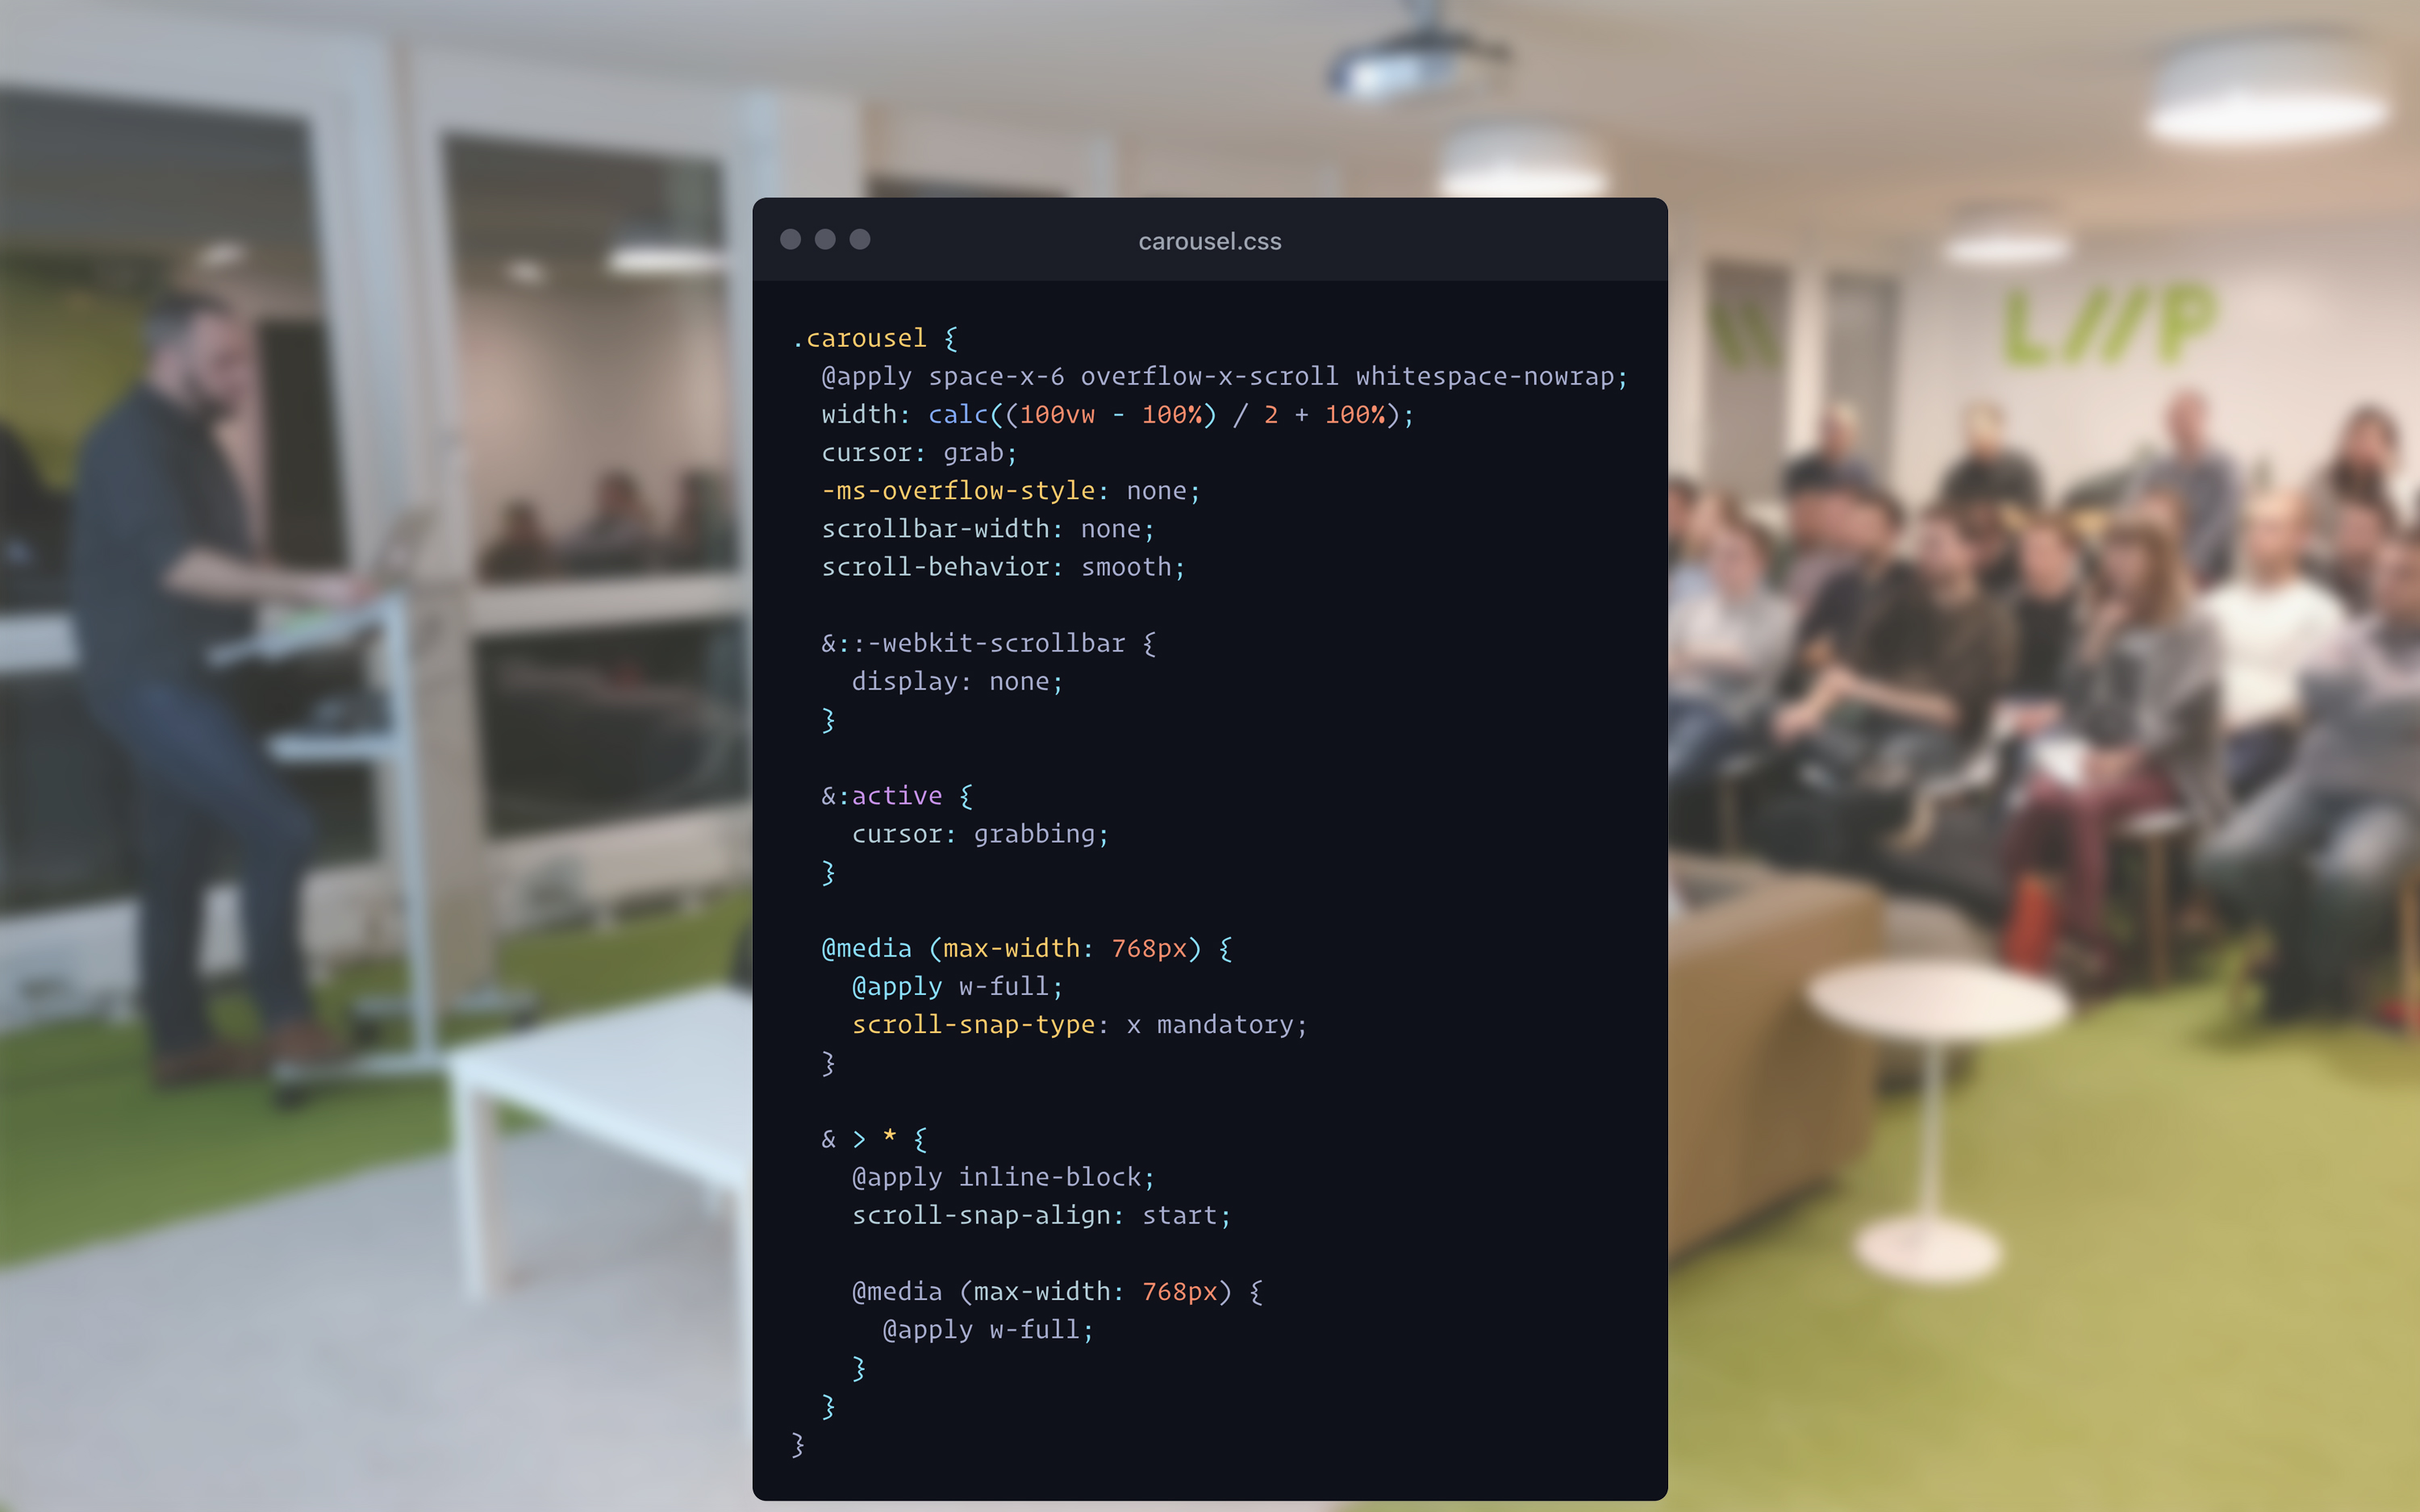 carousel.css
.carousel {
  @apply space-x-6 overflow-x-scroll whitespace-nowrap;
  width: calc((100vw - 100%) / 2 + 100%);
  cursor: grab;
  -ms-overflow-style: none;
  scrollbar-width: none;
  scroll-behavior: smooth;

  &::-webkit-scrollbar {
    display: none;
  }

  &:active {
    cursor: grabbing;
  }

  @media (max-width: 768px) {
    @apply w-full;
    scroll-snap-type: x mandatory;
  }

  & > * {
    @apply inline-block;
    scroll-snap-align: start;

    @media (max-width: 768px) {
      @apply w-full;
    }
  }
}
L//P